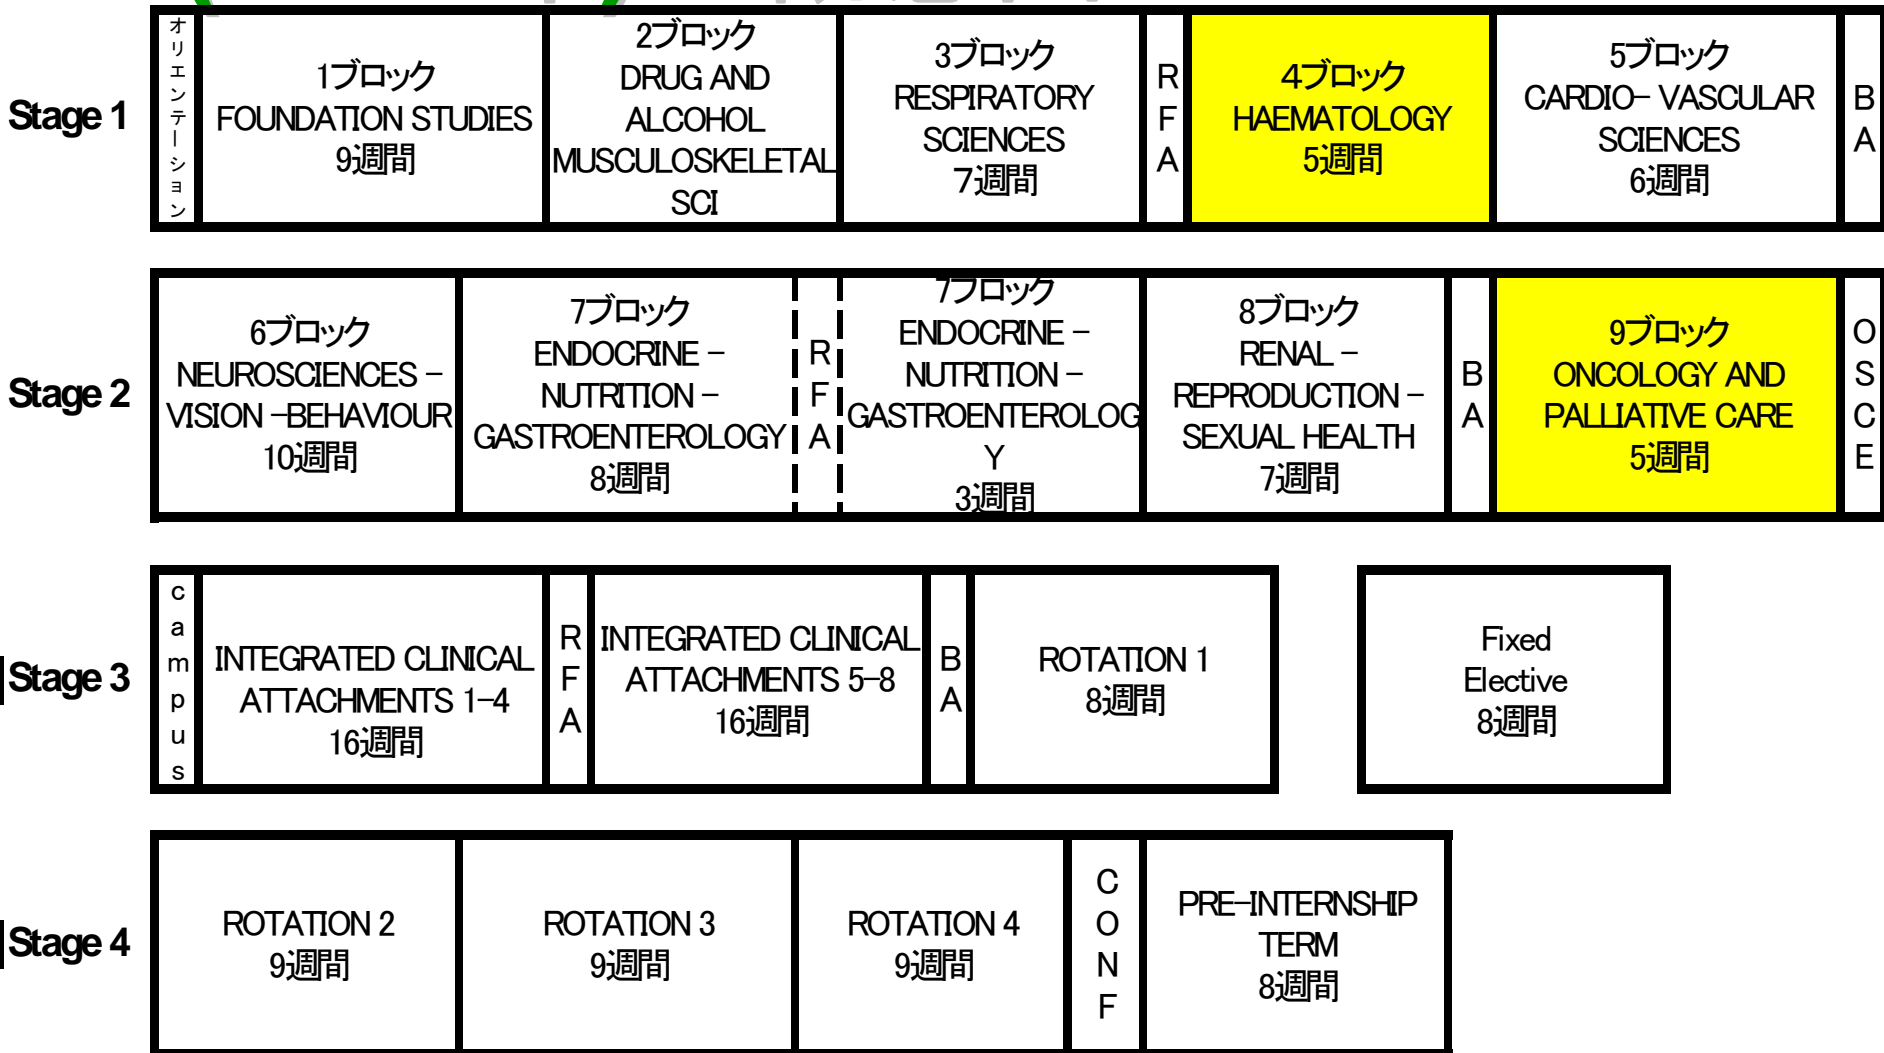 Stage 1
オリエンテーション
1ブロック
FOUNDATION STUDIES
9週間
2ブロック
DRUG AND
ALCOHOL
MUSCULOSKELETAL
SCI
3ブロック
RESPIRATORY
SCIENCES
7週間
RFA
4ブロック
HAEMATOLOGY
5週間
5ブロック
CARDIO- VASCULAR
SCIENCES
6週間
BA
Stage 2
6ブロック
NEUROSCIENCES -
VISION -BEHAVIOUR
10週間
7ブロック
ENDOCRINE -
NUTRITION -
GASTROENTEROLOGY
8週間
RFA
7ブロック
ENDOCRINE -
NUTRITION -
GASTROENTEROLOG
Y
3週間
8ブロック
RENAL -
REPRODUCTION -
SEXUAL HEALTH
7週間
BA
9ブロック
ONCOLOGY AND
PALLIATIVE CARE
5週間
OSCE
Stage 3
campus
INTEGRATED CLINICAL
ATTACHMENTS 1-4
16週間
RFA
INTEGRATED CLINICAL
ATTACHMENTS 5-8
16週間
BA
ROTATION 1
8週間
Fixed
Elective
8週間
Stage 4
ROTATION 2
9週間
ROTATION 3
9週間
ROTATION 4
9週間
CONF
PRE-INTERNSHIP
TERM
8週間